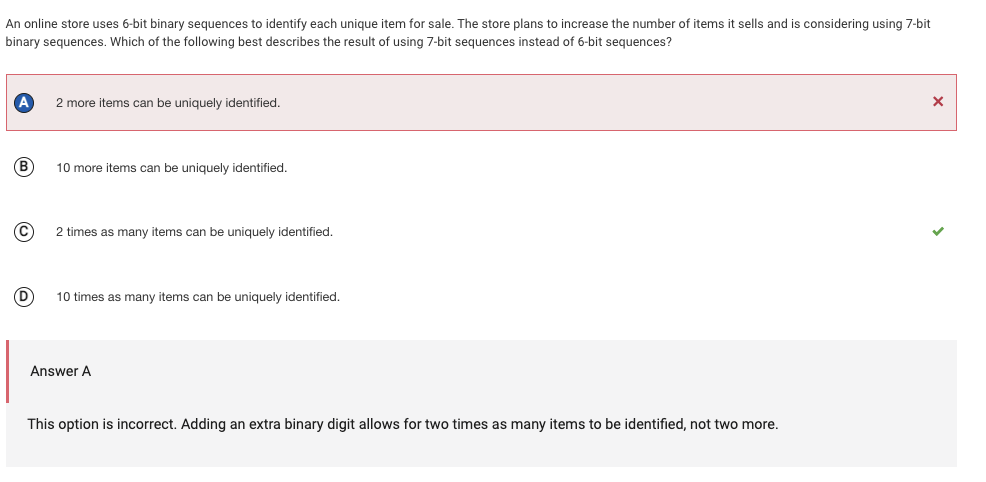 An online store uses 6-bit binary sequences to identify each unique item for sale. The store plans to increase the number of items it sells and is considering using 7-bit
binary sequences. Which of the following best describes the result of using 7-bit sequences instead of 6-bit sequences?
A 2 more items can be uniquely identified.
B 10 more items can be uniquely identified.
C 2 times as many items can be uniquely identified.
D 10 times as many items can be uniquely identified.
Answer A
This option is incorrect. Adding an extra binary digit allows for two times as many items to be identified, not two more.